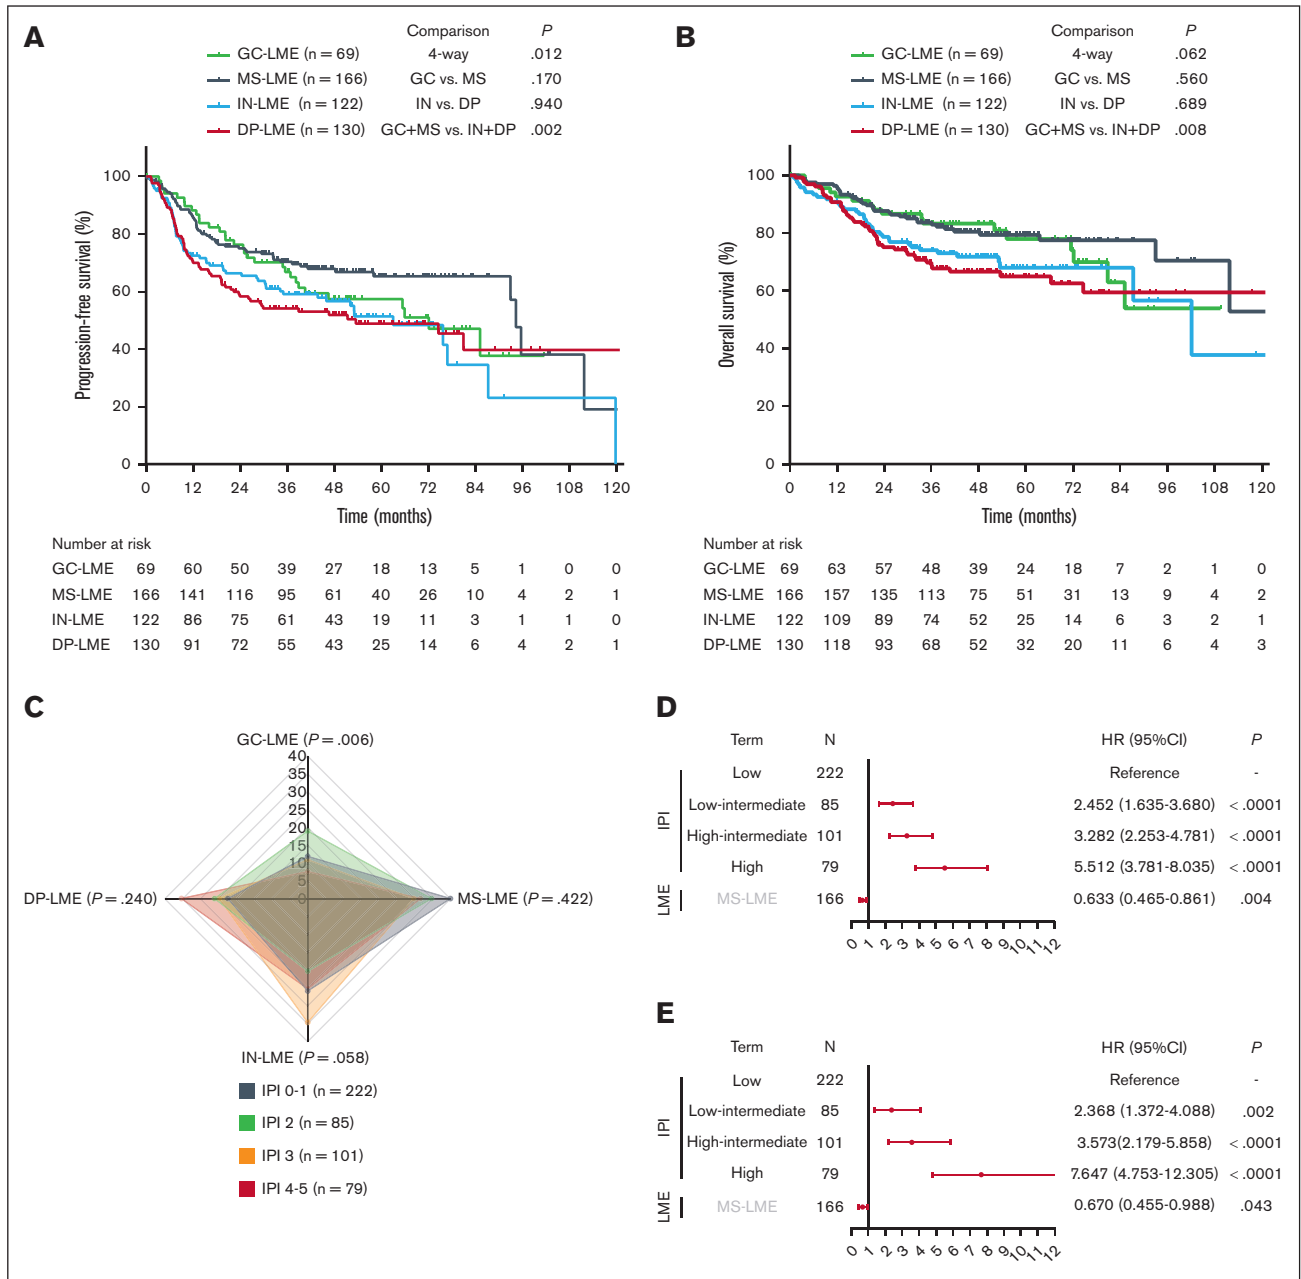 A
Comparison P
GC-LME (n = 69) 4-way .012
MS-LME (n = 166) GC vs. MS .170
IN-LME (n = 122) IN vs. DP .940
DP-LME (n = 130) GC+MS vs. IN+DP .002
Progression-free survival (%)
100
80
60
40
20
0
0 12 24 36 48 60 72 84 96 108 120
Time (months)
Number at risk
GC-LME 69 60 50 39 27 18 13 5 1 0 0
MS-LME 166 141 116 95 61 40 26 10 4 2 1
IN-LME 122 86 75 61 43 19 11 3 1 1 0
DP-LME 130 91 72 55 43 25 14 6 4 2 1
B
Comparison P
GC-LME (n = 69) 4-way .062
MS-LME (n = 166) GC vs. MS .560
IN-LME (n = 122) IN vs. DP .689
DP-LME (n = 130) GC+MS vs. IN+DP .008
Overall survival (%)
100
80
60
40
20
0
0 12 24 36 48 60 72 84 96 108 120
Time (months)
Number at risk
GC-LME 69 63 57 48 39 24 18 7 2 1 0
MS-LME 166 157 135 113 75 51 31 13 9 4 2
IN-LME 122 109 89 74 52 25 14 6 3 2 1
DP-LME 130 118 93 68 52 32 20 11 6 4 3
C
GC-LME (P = .006)
40
35
30
25
20
15
10
5
0
DP-LME (P = .240)
MS-LME (P = .422)
IN-LME (P = .058)
IPI 0-1 (n = 222)
IPI 2 (n = 85)
IPI 3 (n = 101)
IPI 4-5 (n = 79)
D
Term N HR (95%CI) P
IPI
Low 222 Reference -
Low-intermediate 85 2.452 (1.635-3.680) < .0001
High-intermediate 101 3.282 (2.253-4.781) < .0001
High 79 5.512 (3.781-8.035) < .0001
LME
MS-LME 166 0.633 (0.465-0.861) .004
0 1 2 3 4 5 6 7 8 9 10 11 12
E
Term N HR (95%CI) P
IPI
Low 222 Reference -
Low-intermediate 85 2.368 (1.372-4.088) .002
High-intermediate 101 3.573(2.179-5.858) < .0001
High 79 7.647 (4.753-12.305) < .0001
LME
MS-LME 166 0.670 (0.455-0.988) .043
0 1 2 3 4 5 6 7 8 9 10 11 12